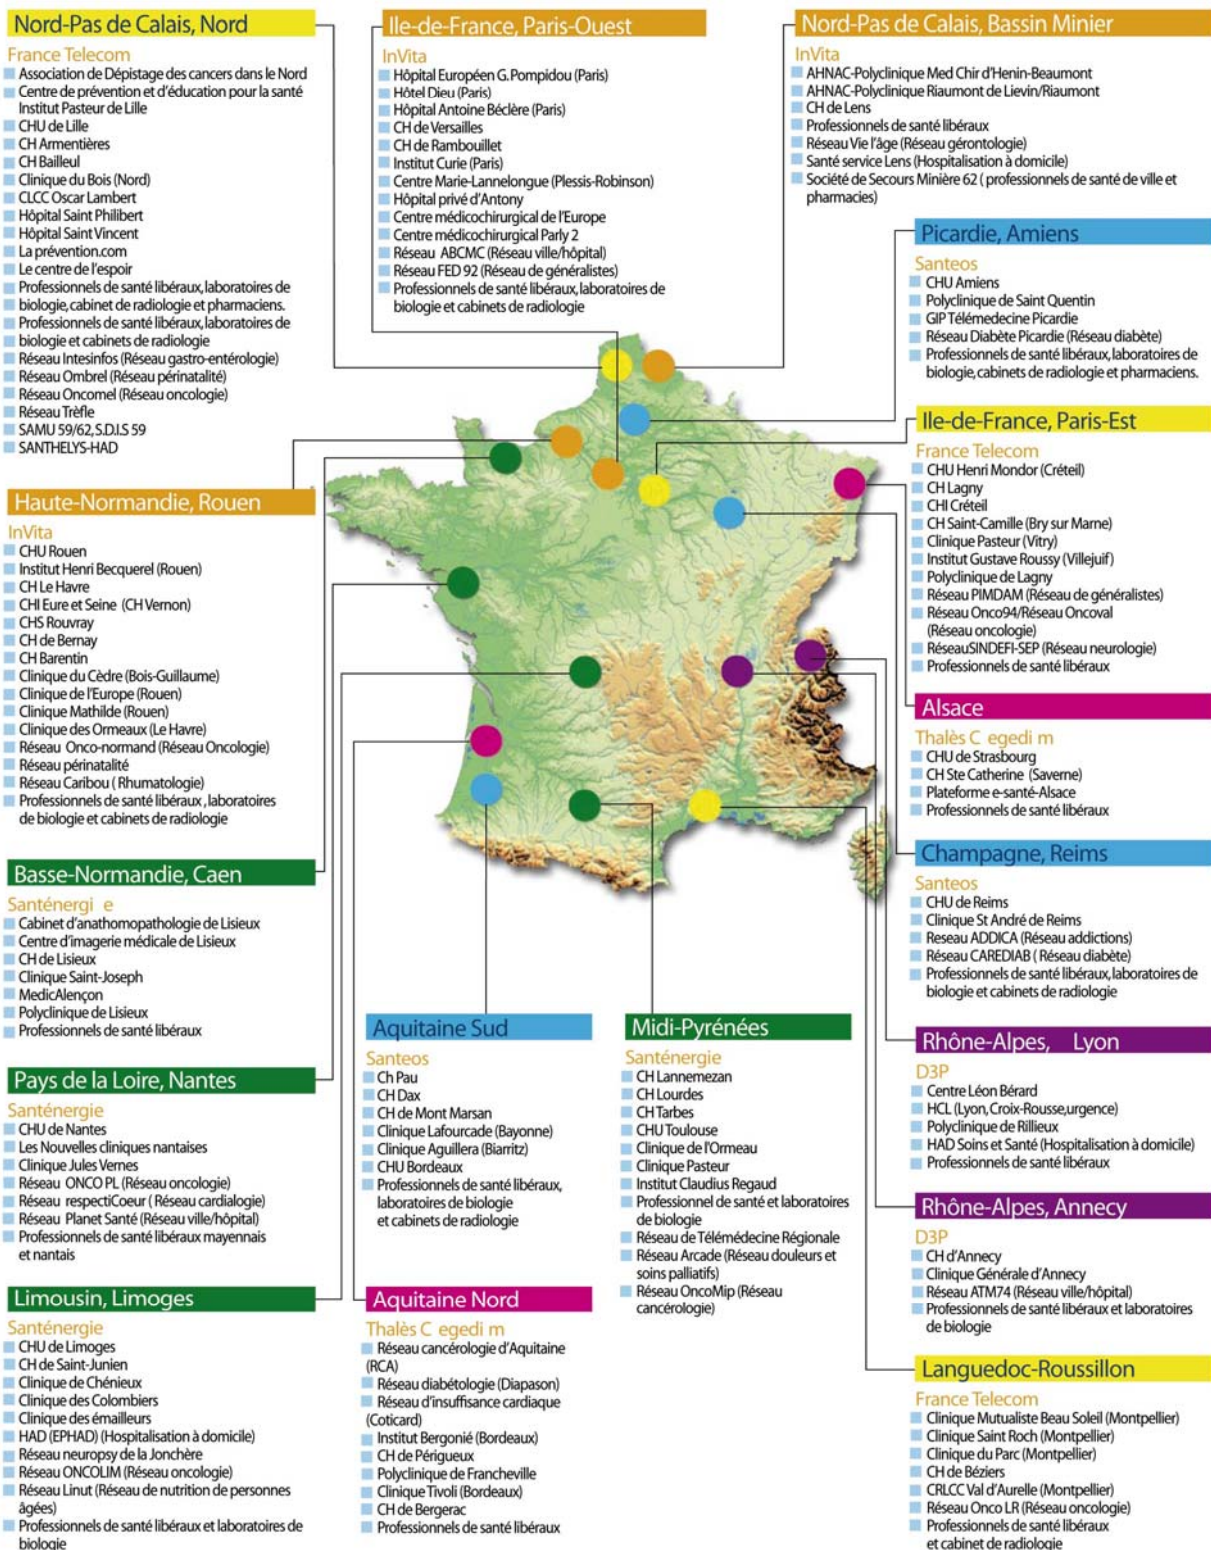 Nord-Pas de Calais, Nord
France Telecom
Association de Dépistage des cancers dans le Nord
Centre de prévention et d'éducation pour la santé
Institut Pasteur de Lille
CHU de Lille
CH Armentières
CH Bailleul
Clinique du Bois (Nord)
CLCC Oscar Lambert
Hôpital Saint Philibert
Hôpital Saint Vincent
La prévention.com
Le centre de l'espoir
Professionnels de santé libéraux, laboratoires de
biologie, cabinet de radiologie et pharmaciens.
Professionnels de santé libéraux, laboratoires de
biologie et cabinets de radiologie
Réseau Intesinfos (Réseau gastro-entérologie)
Réseau Ombrel (Réseau périnatalité)
Réseau Oncomel (Réseau oncologie)
Réseau Trèfle
SAMU 59/62, S.D.I.S 59
SANTHELYS-HAD
Haute-Normandie, Rouen
InVita
CHU Rouen
Institut Henri Becquerel (Rouen)
CH Le Havre
CHI Eure et Seine (CH Vernon)
CHS Rouvray
CH de Bernay
CH Barentin
Clinique du Cèdre (Bois-Guillaume)
Clinique de l'Europe (Rouen)
Clinique Mathilde (Rouen)
Clinique des Ormeaux (Le Havre)
Réseau Onco-normand (Réseau Oncologie)
Réseau périnatalité
Réseau Caribou ( Rhumatologie)
Professionnels de santé libéraux , laboratoires
de biologie et cabinets de radiologie
Basse-Normandie, Caen
Santénergi e
Cabinet d'anathomopathologie de Lisieux
Centre d'imagerie médicale de Lisieux
CH de Lisieux
Clinique Saint-Joseph
MedicAlençon
Polyclinique de Lisieux
Professionnels de santé libéraux
Pays de la Loire, Nantes
Santénergie
CHU de Nantes
Les Nouvelles cliniques nantaises
Clinique Jules Vernes
Réseau ONCO PL (Réseau oncologie)
Réseau respectiCoeur ( Réseau cardialogie)
Réseau Planet Santé (Réseau ville/hôpital)
Professionnels de santé libéraux mayennais
et nantais
Limousin, Limoges
Santénergie
CHU de Limoges
CH de Saint-Junien
Clinique de Chénieux
Clinique des Colombiers
Clinique des émailleurs
HAD (EPHAD) (Hospitalisation à domicile)
Réseau neuropsy de la Jonchère
Réseau ONCOLIM (Réseau oncologie)
Réseau Linut (Réseau de nutrition de personnes
âgées)
Professionnels de santé libéraux et laboratoires de
biologie
Ile-de-France, Paris-Ouest
InVita
Hôpital Européen G. Pompidou (Paris)
Hôtel Dieu (Paris)
Hôpital Antoine Béclère (Paris)
CH de Versailles
CH de Rambouillet
Institut Curie (Paris)
Centre Marie-Lannelongue (Plessis-Robinson)
Hôpital privé d'Antony
Centre médicochirurgical de l'Europe
Centre médicochirurgical Parly 2
Réseau ABCMC (Réseau ville/hôpital)
Réseau FED 92 (Réseau de généralistes)
Professionnels de santé libéraux, laboratoires de
biologie et cabinets de radiologie
Aquitaine Sud
Santeos
Ch Pau
CH Dax
CH de Mont Marsan
Clinique Lafourcade (Bayonne)
Clinique Aguillera (Biarritz)
CHU Bordeaux
Professionnels de santé libéraux,
laboratoires de biologie
et cabinets de radiologie
Aquitaine Nord
Thalès C egedi m
Réseau cancérologie d'Aquitaine
(RCA)
Réseau diabétologie (Diapason)
Réseau d'insuffisance cardiaque
(Coticard)
Institut Bergonié (Bordeaux)
CH de Périgueux
Polyclinique de Francheville
Clinique Tivoli (Bordeaux)
CH de Bergerac
Professionnels de santé libéraux
Midi-Pyrénées
Santénergie
CH Lannemezan
CH Lourdes
CH Tarbes
CHU Toulouse
Clinique de l'Ormeau
Clinique Pasteur
Institut Claudius Regaud
Professionnel de santé et laboratoires
de biologie
Réseau de Télémédecine Régionale
Réseau Arcade (Réseau douleurs et
soins palliatifs)
Réseau OncoMip (Réseau
cancérologie)
Nord-Pas de Calais, Bassin Minier
InVita
AHNAC-Polyclinique Med Chir d'Henin-Beaumont
AHNAC-Polyclinique Riaumont de Lievin/Riaumont
CH de Lens
Professionnels de santé libéraux
Réseau Vie l'âge (Réseau gérontologie)
Santé service Lens (Hospitalisation à domicile)
Société de Secours Minière 62 ( professionnels de santé de ville et
pharmacies)
Picardie, Amiens
Santeos
CHU Amiens
Polyclinique de Saint Quentin
GIP Télémedecine Picardie
Réseau Diabète Picardie (Réseau diabète)
Professionnels de santé libéraux, laboratoires de
biologie, cabinets de radiologie et pharmaciens.
Ile-de-France, Paris-Est
France Telecom
CHU Henri Mondor (Créteil)
CH Lagny
CHI Créteil
CH Saint-Camille (Bry sur Marne)
Clinique Pasteur (Vitry)
Institut Gustave Roussy (Villejuif)
Polyclinique de Lagny
Réseau PIMDAM (Réseau de généralistes)
Réseau Onco94/Réseau Oncoval
(Réseau oncologie)
RéseauSINDEFI-SEP (Réseau neurologie)
Professionnels de santé libéraux
Alsace
Thalès C egedi m
CHU de Strasbourg
CH Ste Catherine (Saverne)
Plateforme e-santé-Alsace
Professionnels de santé libéraux
Champagne, Reims
Santeos
CHU de Reims
Clinique St André de Reims
Reseau ADDICA (Réseau addictions)
Réseau CAREDIAB ( Réseau diabète)
Professionnels de santé libéraux, laboratoires de
biologie et cabinets de radiologie
Rhône-Alpes, Lyon
D3P
Centre Léon Bérard
HCL (Lyon, Croix-Rousse,urgence)
Polyclinique de Rillieux
HAD Soins et Santé (Hospitalisation à domicile)
Professionnels de santé libéraux
Rhône-Alpes, Annecy
D3P
CH d'Annecy
Clinique Générale d'Annecy
Réseau ATM74 (Réseau ville/hôpital)
Professionnels de santé libéraux et laboratoires
de biologie
Languedoc-Roussillon
France Telecom
Clinique Mutualiste Beau Soleil (Montpellier)
Clinique Saint Roch (Montpellier)
Clinique du Parc (Montpellier)
CH de Béziers
CRLCC Val d'Aurelle (Montpellier)
Réseau Onco LR (Réseau oncologie)
Professionnels de santé libéraux
et cabinet de radiologie